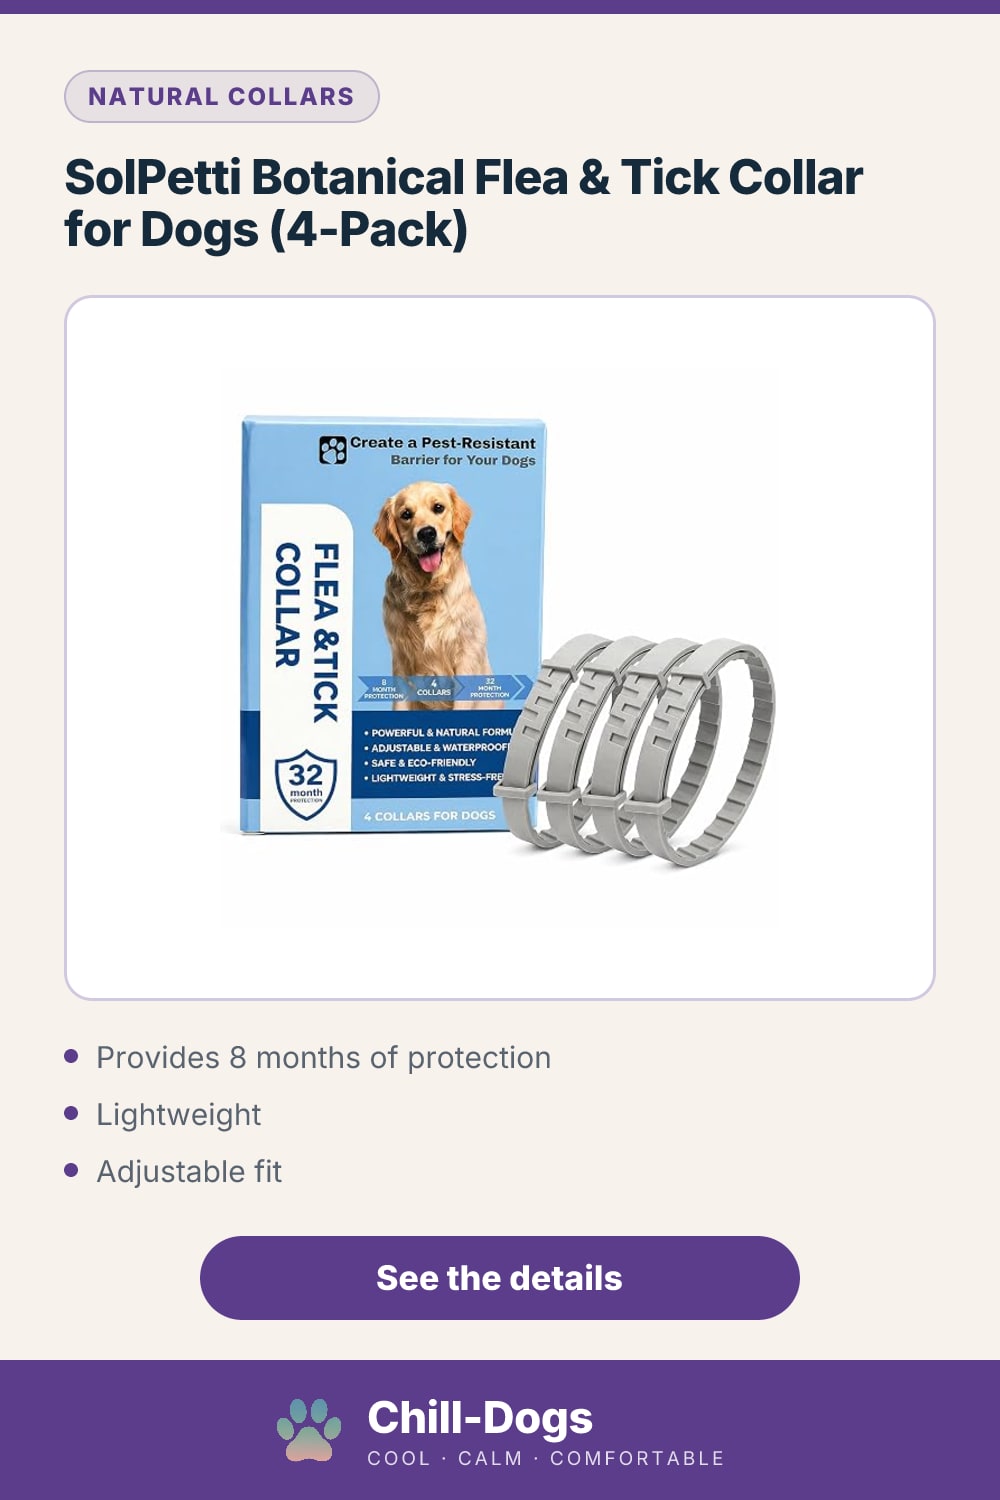 NATURAL COLLARS
SolPetti Botanical Flea & Tick Collar
for Dogs (4-Pack)
Create a Pest-Resistant
Barrier for Your Dogs
FLEA &TICK
COLLAR
8
MONTH
PROTECTION
4
COLLARS
32
MONTH
PROTECTION
• POWERFUL & NATURAL
• ADJUSTABLE & WATERPROOF
• SAFE & ECO-FRIENDLY
• LIGHTWEIGHT &
32
month
PROTECTION
4 COLLARS FOR DOGS
• Provides 8 months of protection
• Lightweight
• Adjustable fit
See the details
Chill-Dogs
COOL · CALM · COMFORTABLE